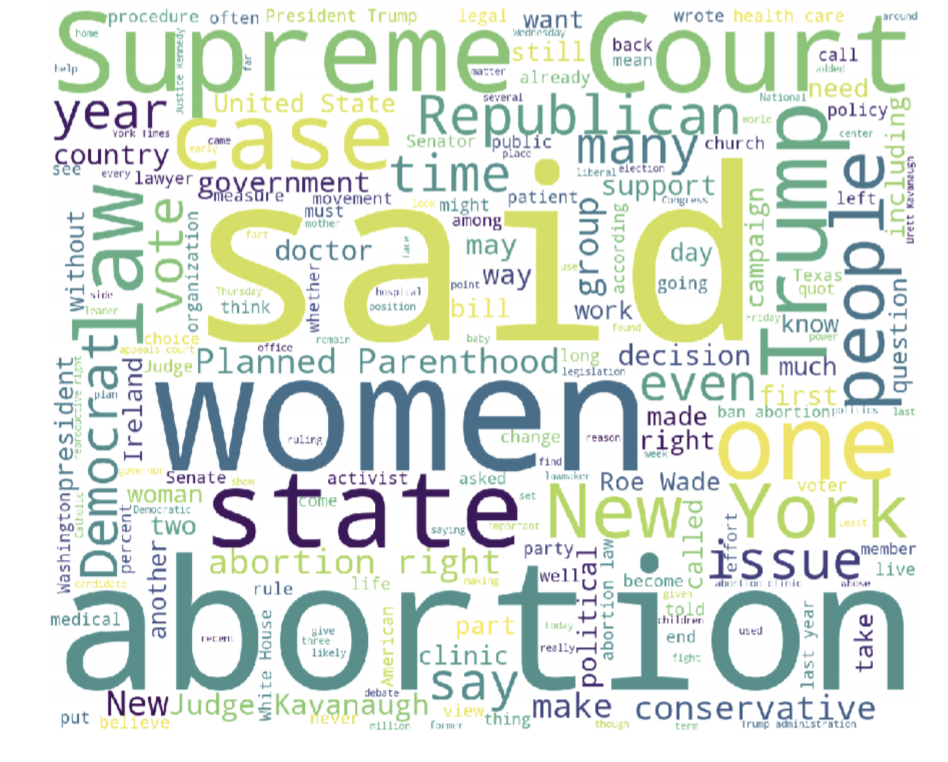 procedure often President Trump legal want wrote health care around
home Supreme Court Wednesday still back mean call added
help Justice Kennedy far matter already need
year United State several National policy
York Times case came early Republican world center
country Senator public place many church including
see every lawyer government time liberal election Trump people left Brett Kavanaugh
law measure movement look might patient support Congress
without vote must mother said among group according campaign
organization fact doctor race may day Texas quot
side Thursday think whether hospital position point way use going question
leader bill work found Friday know power
choice office remain baby
appeals court Judge Planned Parenthood long decision much
Washington president Democrat plan Ireland reproductive right women legislation even first
made ban abortion politics last
ruling change reason right one
governor Senate show activist find week
Catholic woman Democratic state come asked lawmaker Roe Wade voter
percent two saying set important New York least
another abortion right party called effort issue member
candidate rule life making well become abortion clinic abuse live
medical abortion given told children
recent give three likely White House American part today political abortion law end used last year take
clinic really fight
say
New Judge Kavanaugh debate view make conservative
put believe never million former thing though term Trump administration